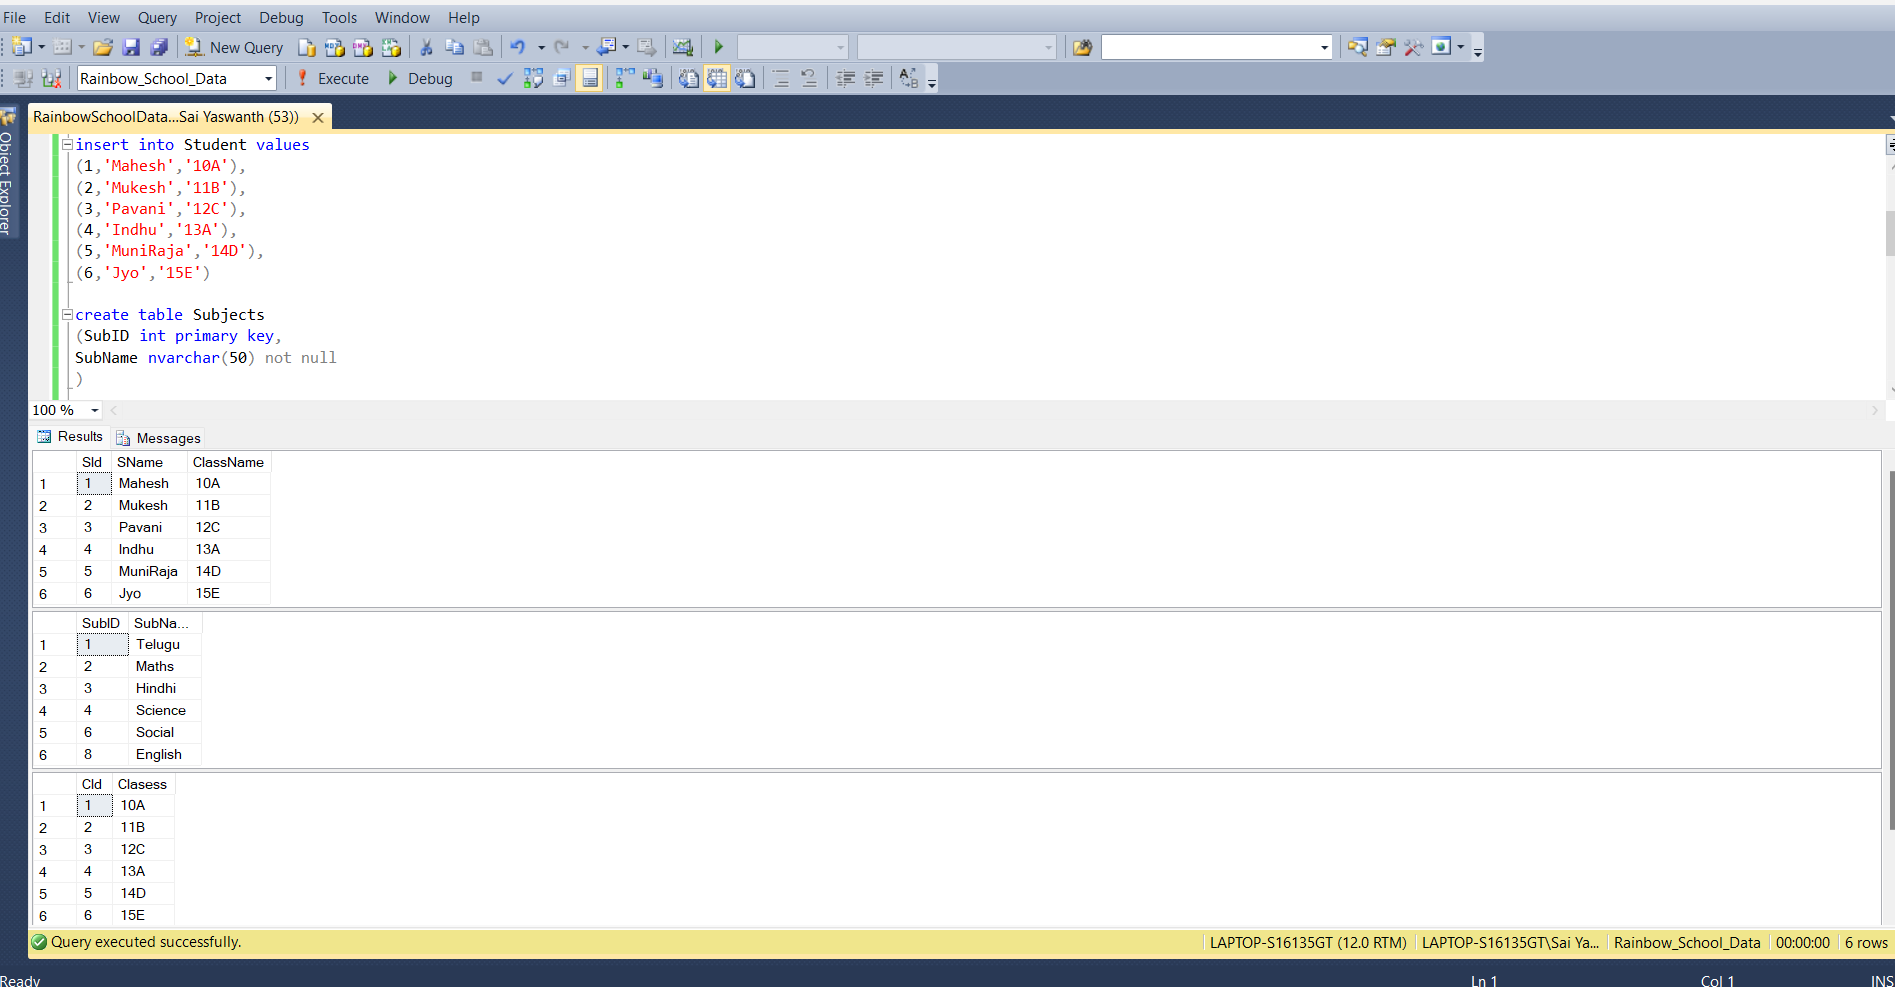 File Edit View Query Project Debug Tools Window Help
New Query
Rainbow_School_Data Execute Debug
RainbowSchoolData...Sai Yaswanth (53))
Object Explorer
insert into Student values
(1,'Mahesh','10A'),
(2,'Mukesh','11B'),
(3,'Pavani','12C'),
(4,'Indhu','13A'),
(5,'MuniRaja','14D'),
(6,'Jyo','15E')
create table Subjects
(SubID int primary key,
SubName nvarchar(50) not null
)
100 %
Results Messages
SId SName ClassName
1 1 Mahesh 10A
2 2 Mukesh 11B
3 3 Pavani 12C
4 4 Indhu 13A
5 5 MuniRaja 14D
6 6 Jyo 15E
SubID SubNa...
1 1 Telugu
2 2 Maths
3 3 Hindhi
4 4 Science
5 6 Social
6 8 English
CId Clasess
1 1 10A
2 2 11B
3 3 12C
4 4 13A
5 5 14D
6 6 15E
Query executed successfully. LAPTOP-S16135GT (12.0 RTM) LAPTOP-S16135GT\Sai Ya... Rainbow_School_Data 00:00:00 6 rows
Ready Ln 1 Col 1 INS